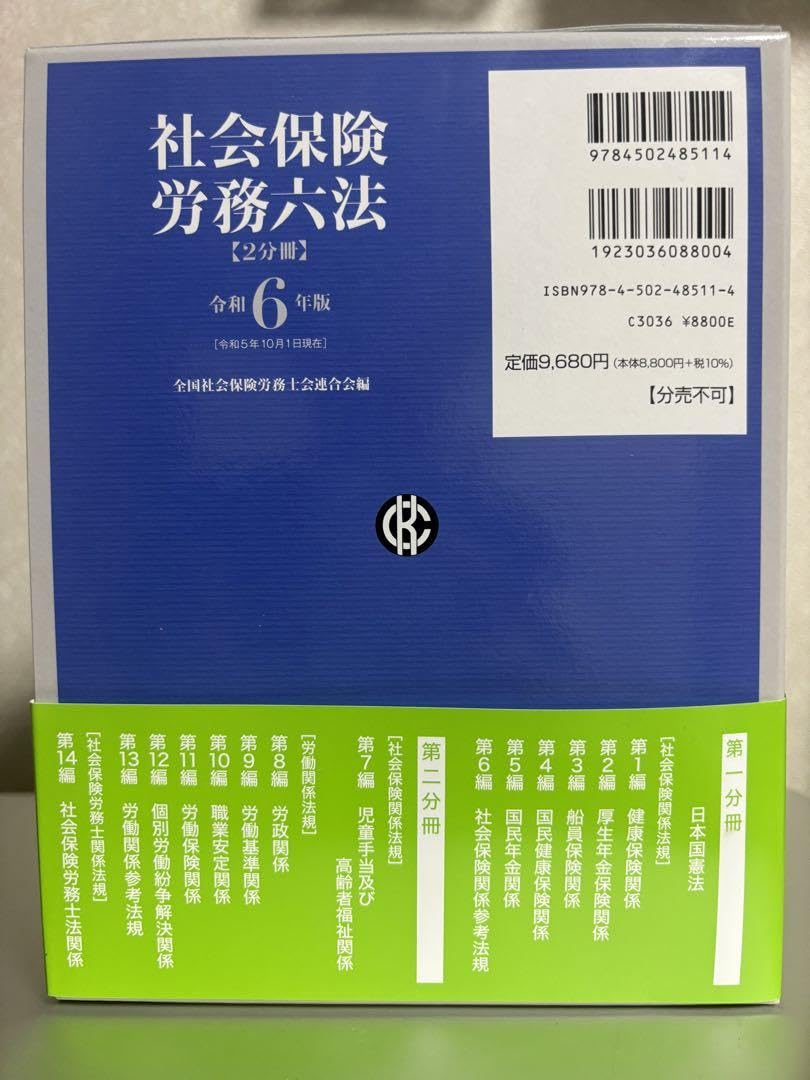 社会保険
労務六法
【2分冊】
令和6年版
[令和5年10月1日現在]
全国社会保険労務士会連合会編
9784502485114
1923036088004
ISBN978-4-502-48511-4
C3036 ¥8800E
定価9,680円(本体8,800円+税10%)
【分売不可】
第一分冊
日本国憲法
[社会保険関係法規]
第1編 健康保険関係
第2編 厚生年金保険関係
第3編 船員保険関係
第4編 国民健康保険関係
第5編 国民年金関係
第6編 社会保険関係参考法規
第二分冊
[社会保険関係法規]
第7編 児童手当及び
高齢者福祉関係
[労働関係法規]
第8編 労政関係
第9編 労働基準関係
第10編 職業安定関係
第11編 労働保険関係
第12編 個別労働紛争解決関係
第13編 労働関係参考法規
[社会保険労務士関係法規]
第14編 社会保険労務士法関係